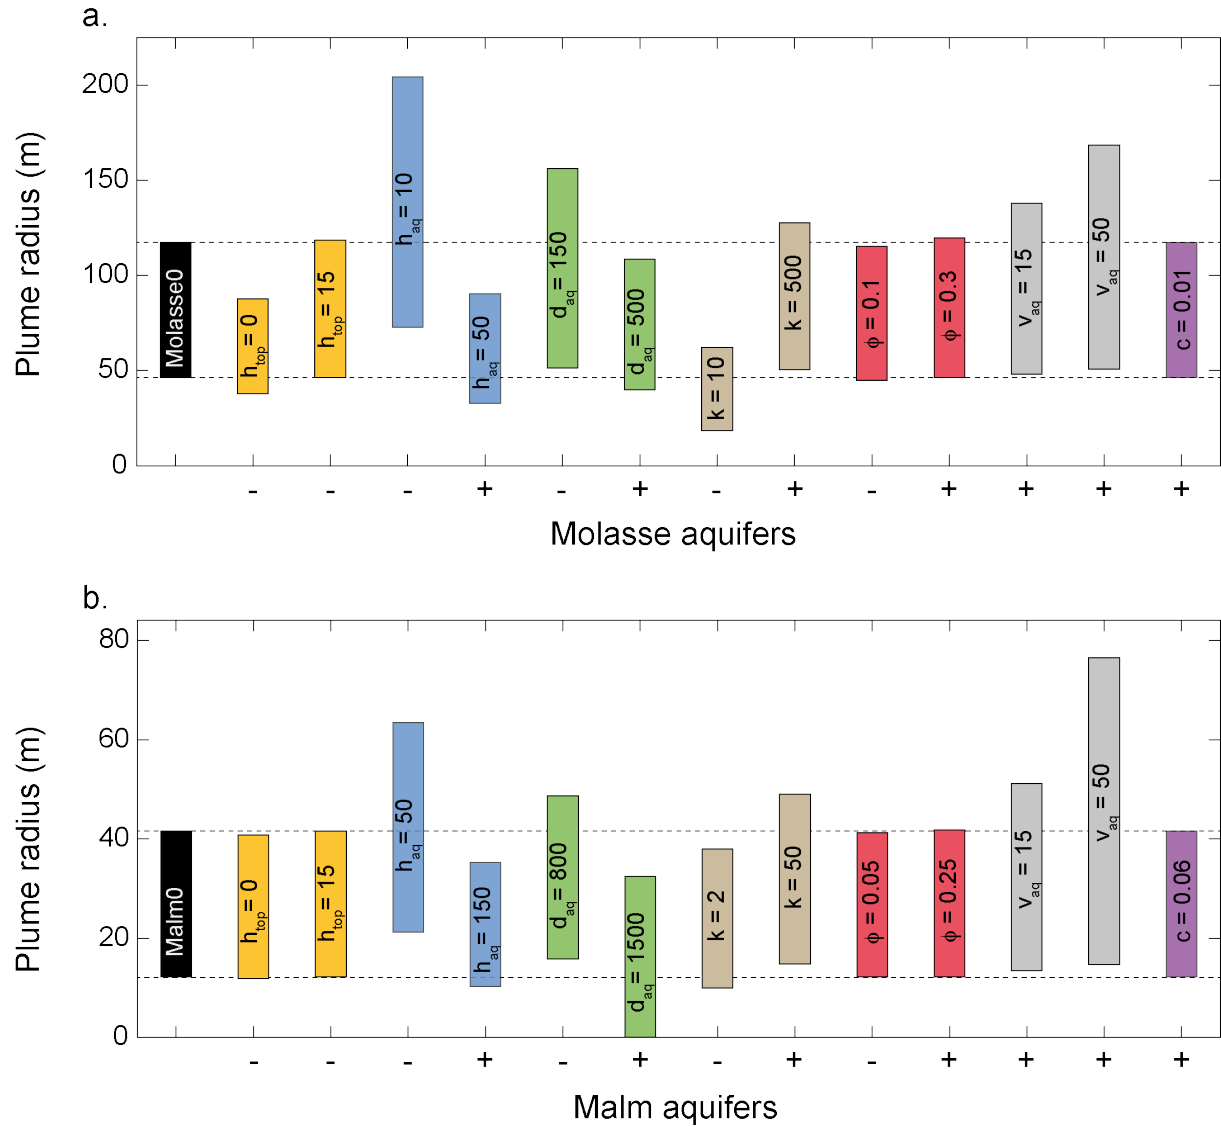 a.
Plume radius (m)
200
150
100
50
0
Molasse0
h_top = 0
h_top = 15
h_aq = 10
h_aq = 50
d_aq = 150
d_aq = 500
k = 10
k = 500
ϕ = 0.1
ϕ = 0.3
v_aq = 15
v_aq = 50
c = 0.01
- - - + - + - + - + + + +
Molasse aquifers
b.
Plume radius (m)
80
60
40
20
0
Malm0
h_top = 0
h_top = 15
h_aq = 50
h_aq = 150
d_aq = 800
d_aq = 1500
k = 2
k = 50
ϕ = 0.05
ϕ = 0.25
v_aq = 15
v_aq = 50
c = 0.06
- - - + - + - + - + + + +
Malm aquifers